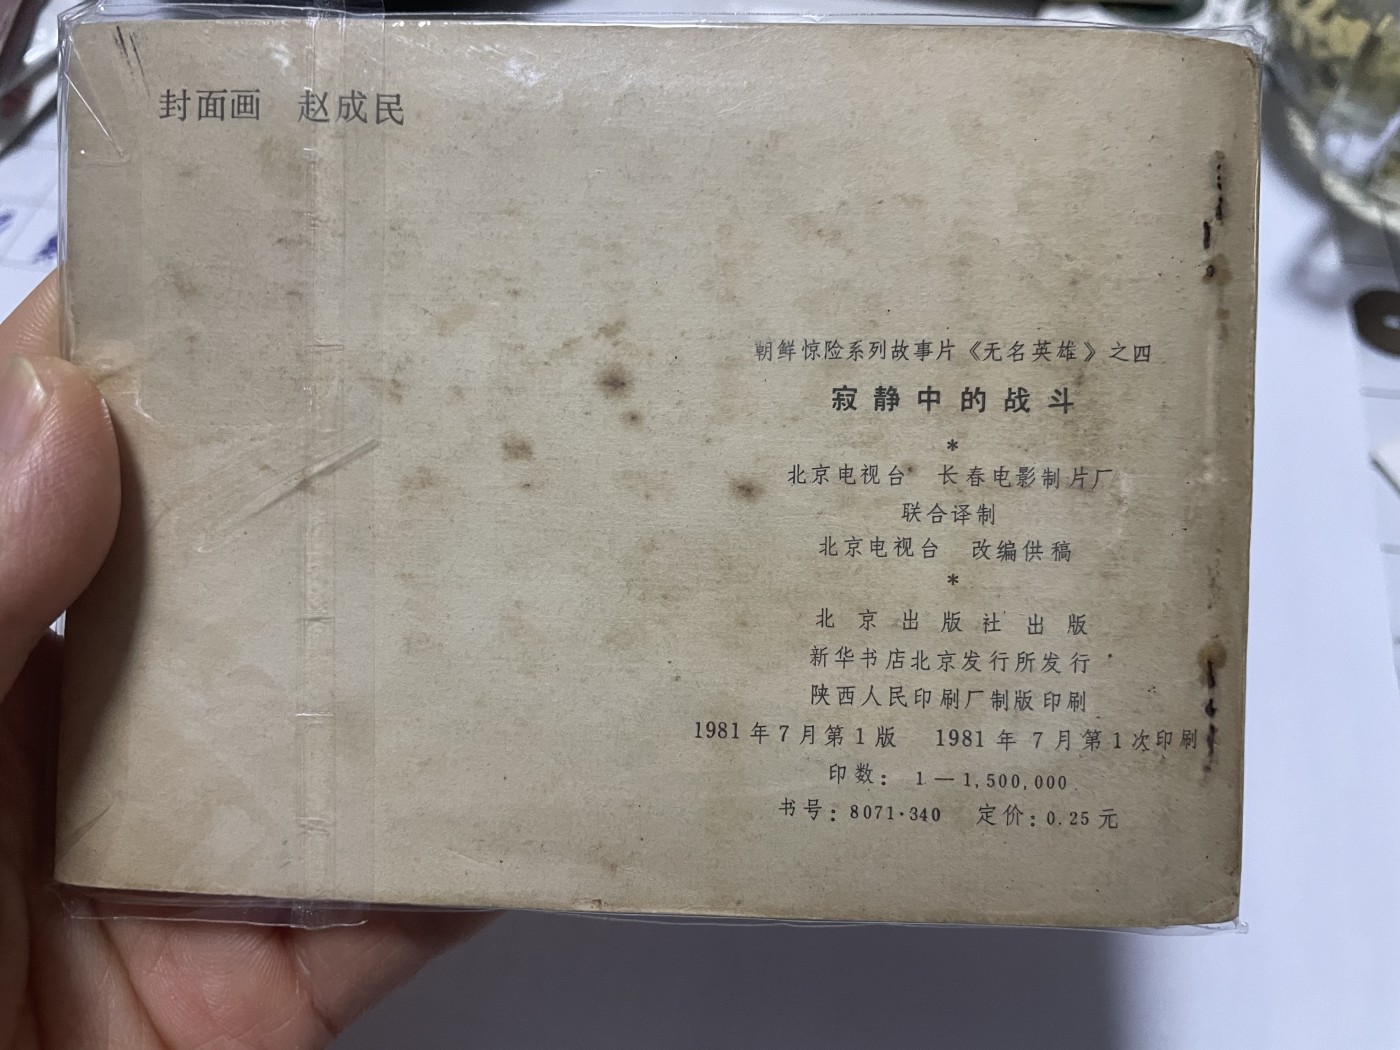 封面画 赵成民
朝鲜惊险系列故事片《无名英雄》之四
寂静中的战斗
*
北京电视台 长春电影制片厂
联合译制
北京电视台 改编供稿
*
北京出版社出版
新华书店北京发行所发行
陕西人民印刷厂制版印刷
1981年7月第1版 1981年7月第1次印刷
印数：1—1,500,000
书号：8071·340 定价：0.25元